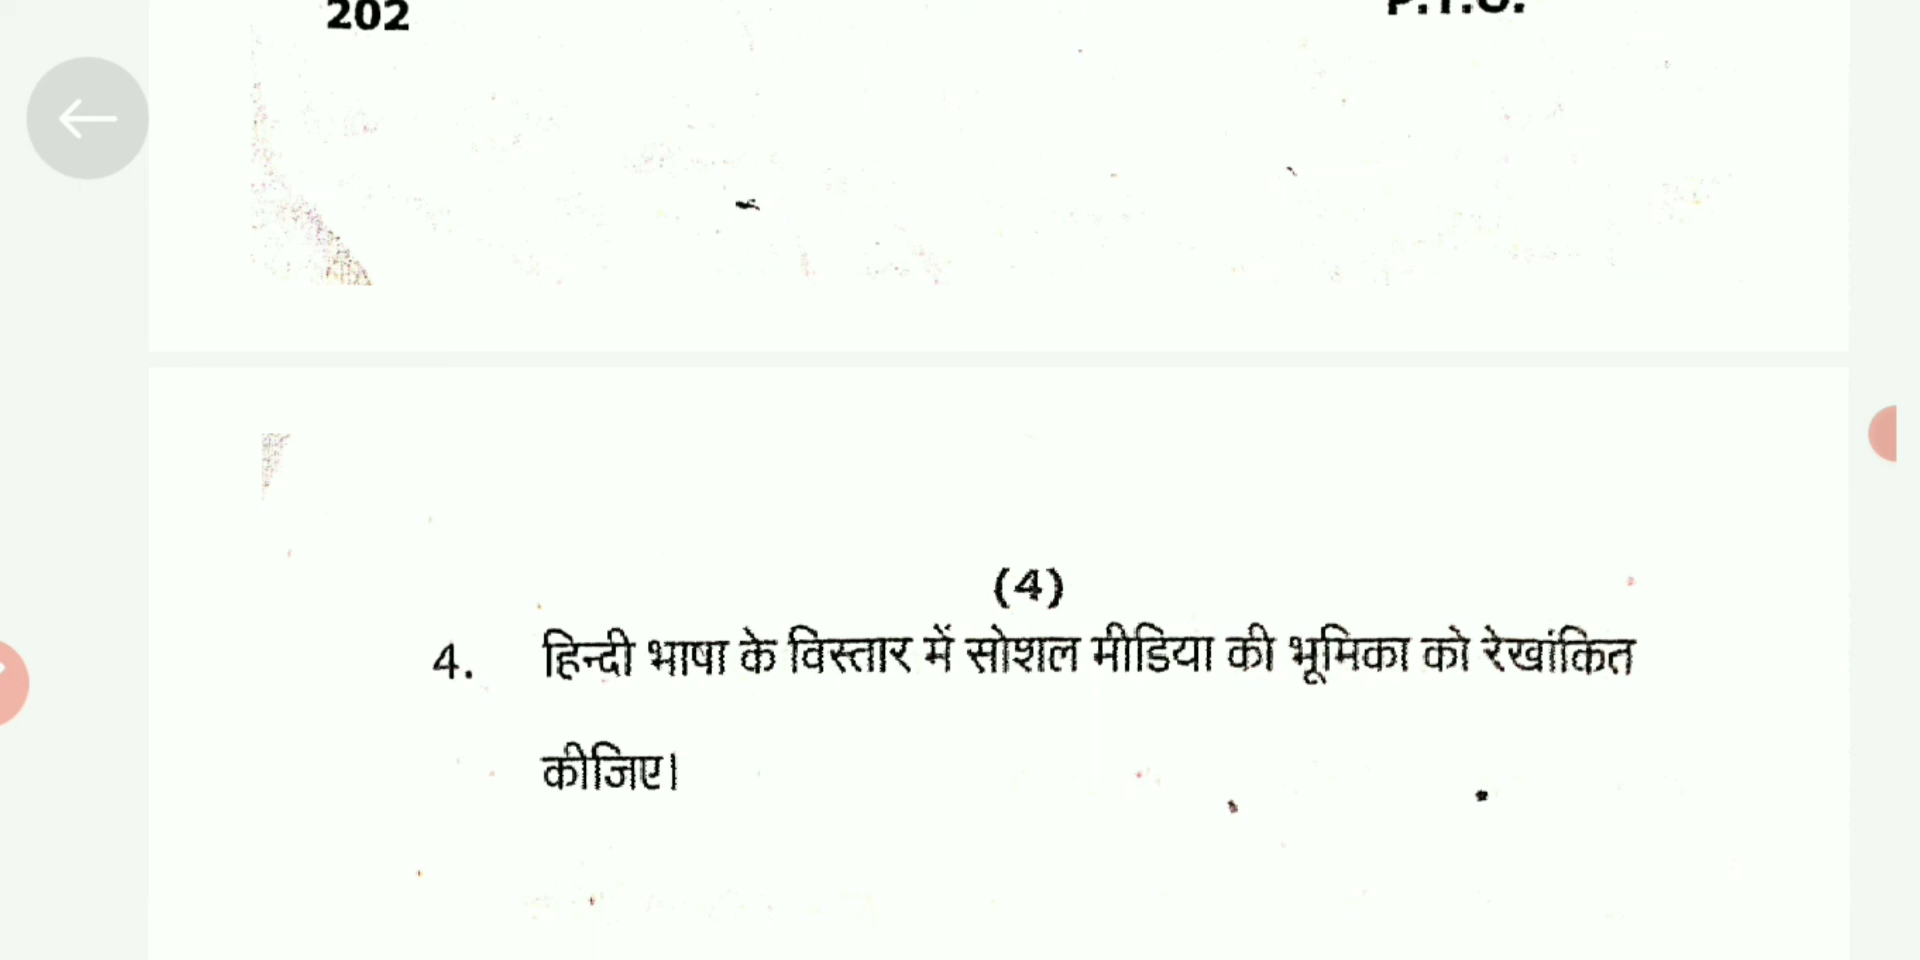 202 P.T.O.
(4)
4. हिन्दी भाषा के विस्तार में सोशल मीडिया की भूमिका को रेखांकित
कीजिए।